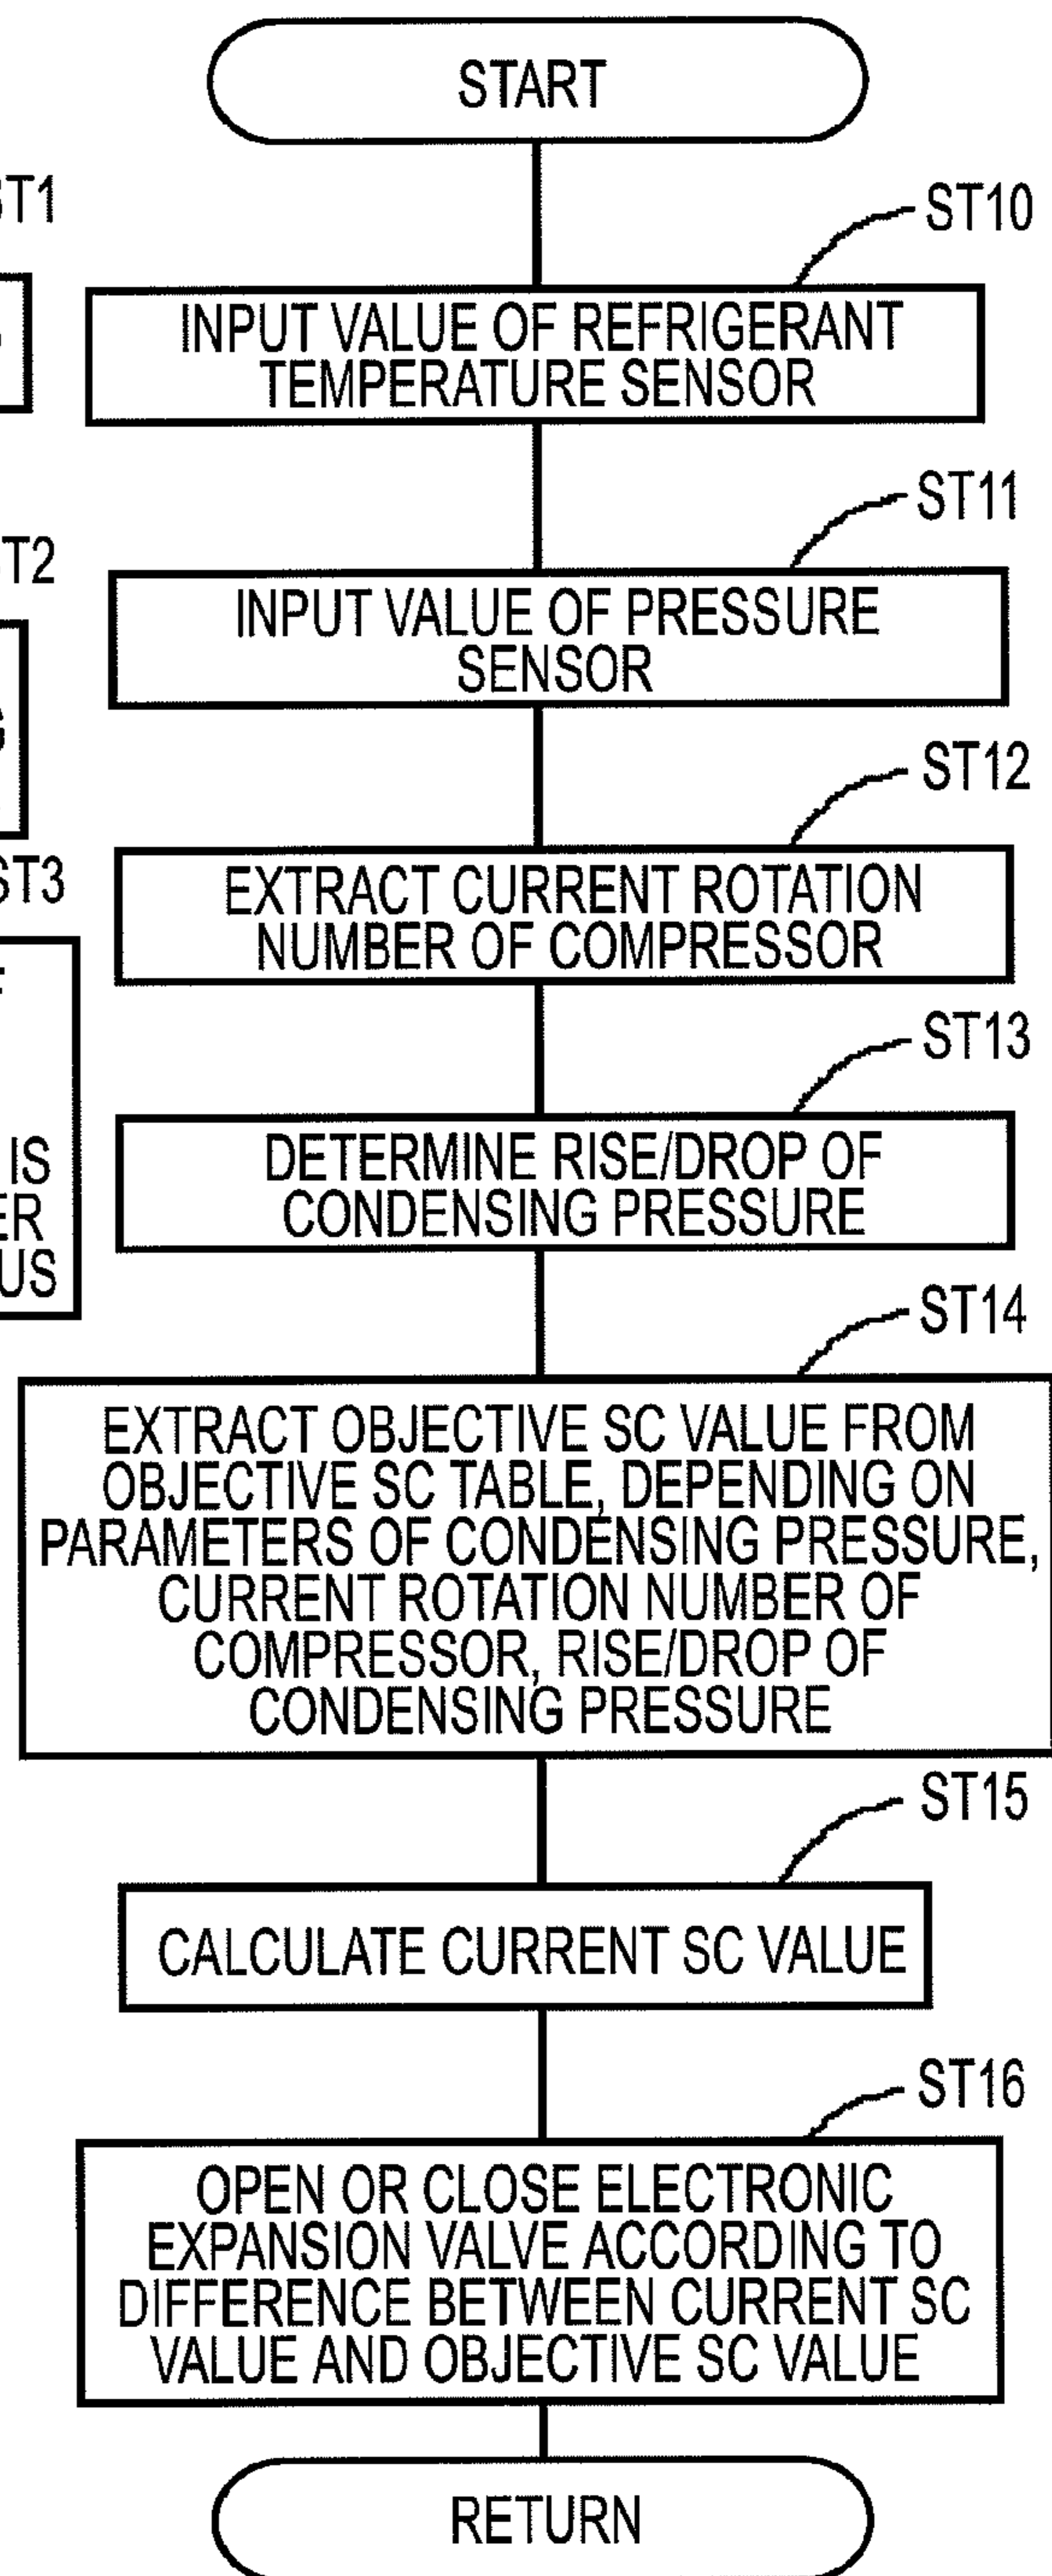 START
ST1
ST10
INPUT VALUE OF REFRIGERANT
TEMPERATURE SENSOR
ST11
INPUT VALUE OF PRESSURE
SENSOR
ST2
ST12
EXTRACT CURRENT ROTATION
NUMBER OF COMPRESSOR
ST3
ST13
DETERMINE RISE/DROP OF
CONDENSING PRESSURE
IS
ST14
EXTRACT OBJECTIVE SC VALUE FROM
OBJECTIVE SC TABLE, DEPENDING ON
PARAMETERS OF CONDENSING PRESSURE,
CURRENT ROTATION NUMBER OF
COMPRESSOR, RISE/DROP OF
CONDENSING PRESSURE
ST15
CALCULATE CURRENT SC VALUE
ST16
OPEN OR CLOSE ELECTRONIC
EXPANSION VALVE ACCORDING TO
DIFFERENCE BETWEEN CURRENT SC
VALUE AND OBJECTIVE SC VALUE
RETURN